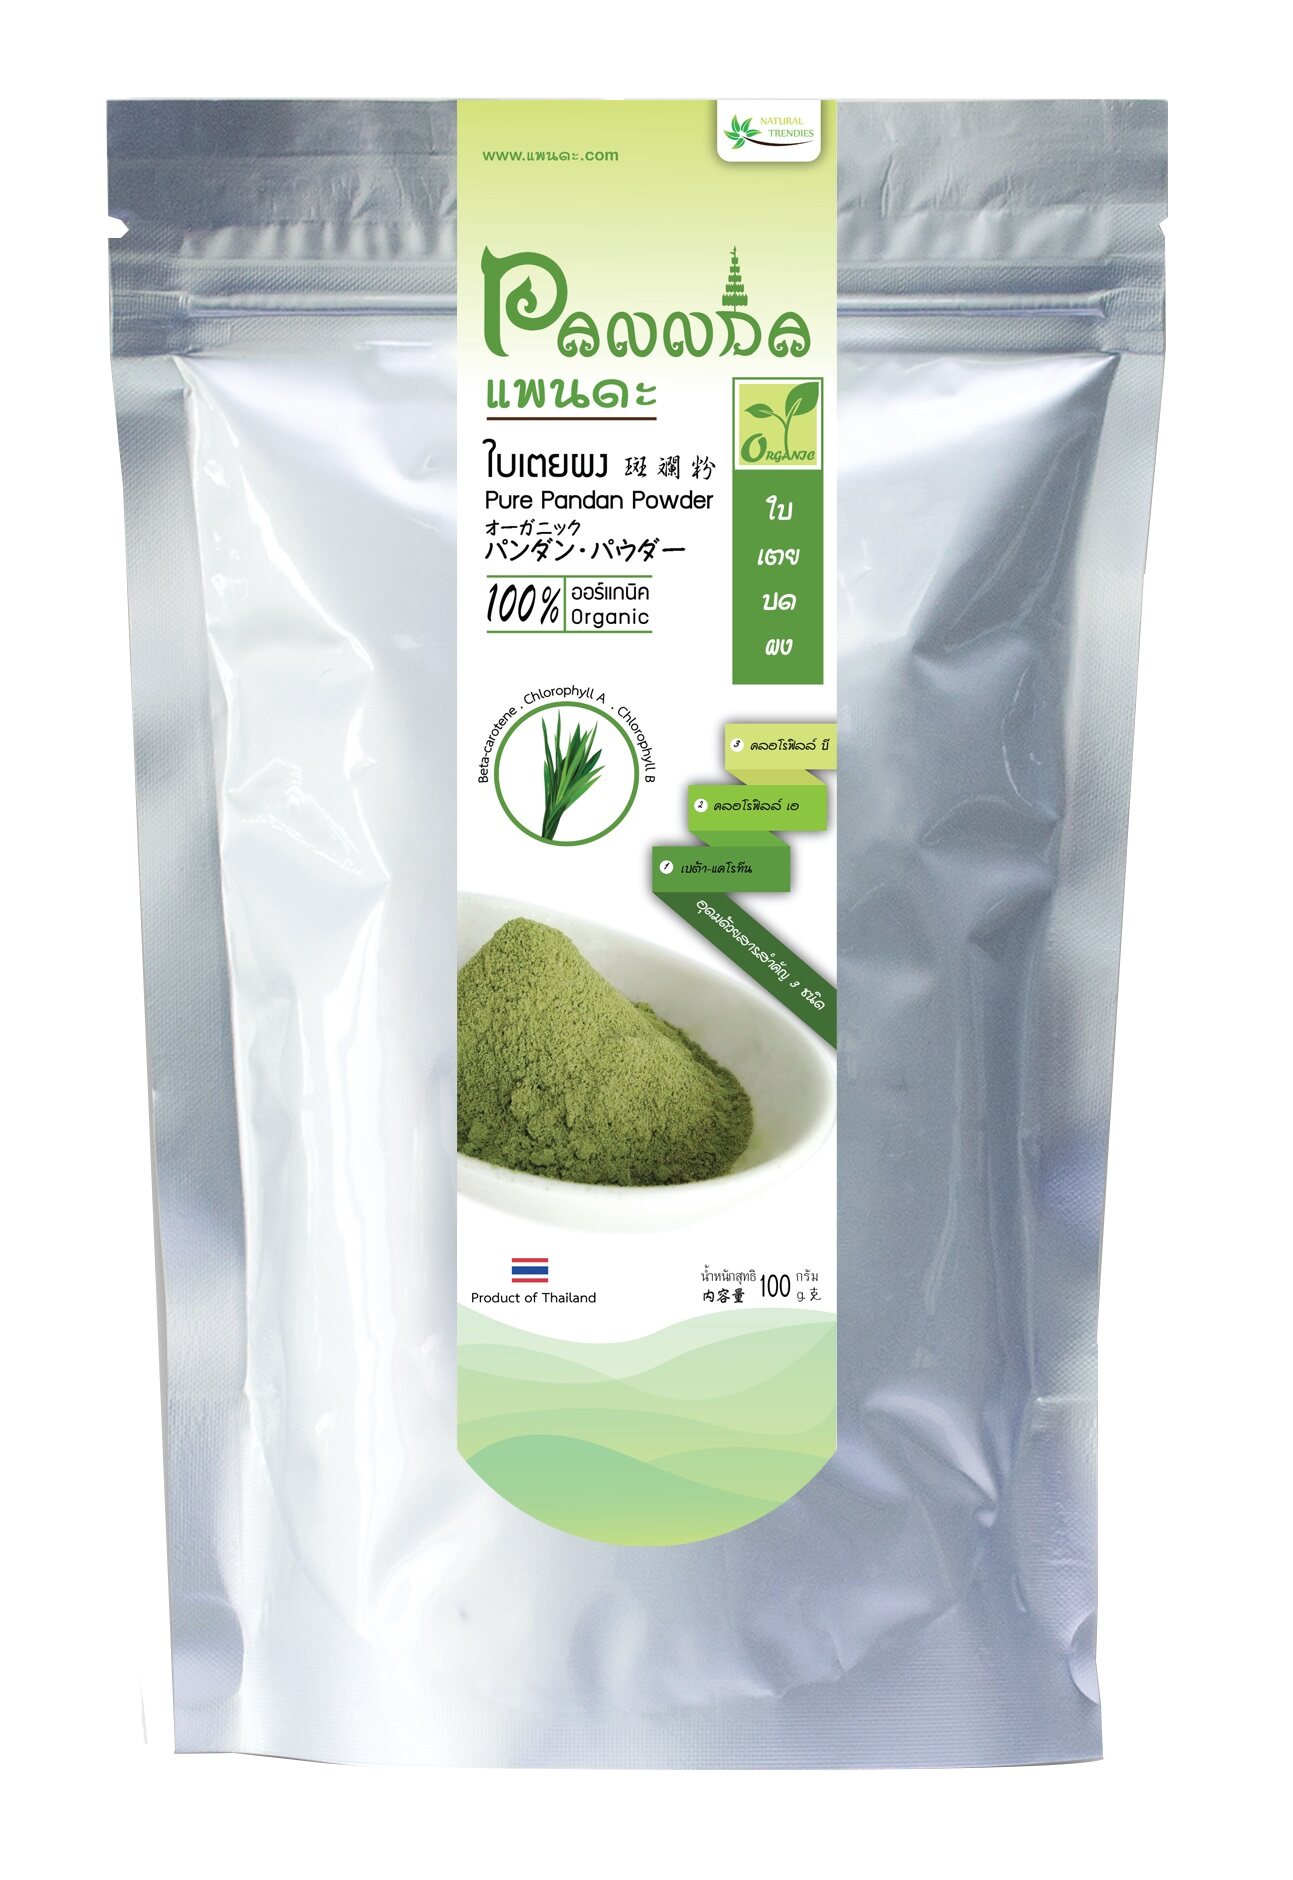 NATURAL
TRENDIES
www.แพนดะ.com
Pannda
แพนดะ
ORGANIC
ใบเตยผง 斑斕粉
Pure Pandan Powder
オーガニック
パンダン・パウダー
100% ออร์แกนิค
Organic
ใบ
เตย
บด
ผง
Beta-carotene . Chlorophyll A . Chlorophyll B
3 คลอโรฟิลล์ บี
2 คลอโรฟิลล์ เอ
1 เบต้า-แคโรทีน
อุดมด้วยสารสำคัญ 3 ชนิด
Product of Thailand
น้ำหนักสุทธิ 100 กรัม
内容量 g. 克